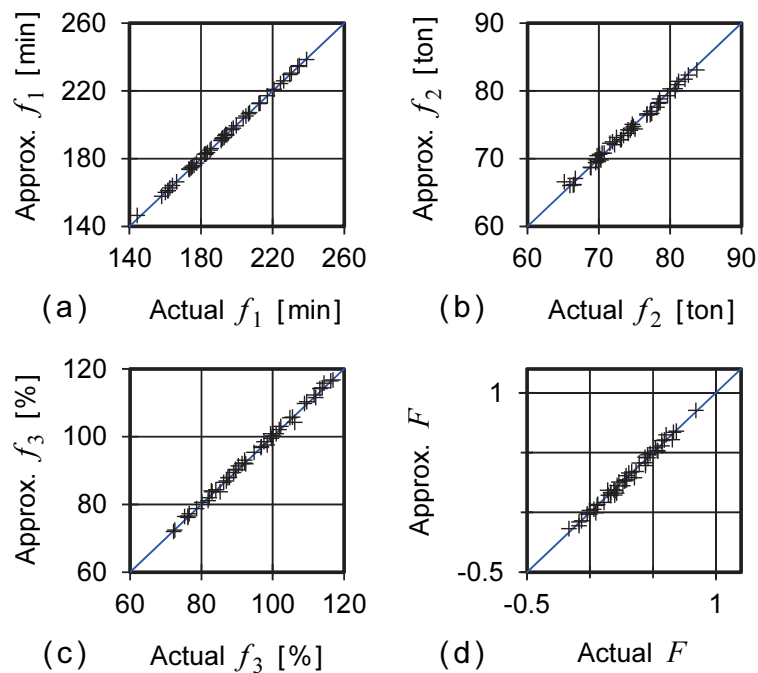 260
220
180
140
140 180 220 260
Approx. f1 [min]
(a) Actual f1 [min]
90
80
70
60
60 70 80 90
Approx. f2 [ton]
(b) Actual f2 [ton]
120
100
80
60
60 80 100 120
Approx. f3 [%]
(c) Actual f3 [%]
1
-0.5
-0.5 1
Approx. F
(d) Actual F